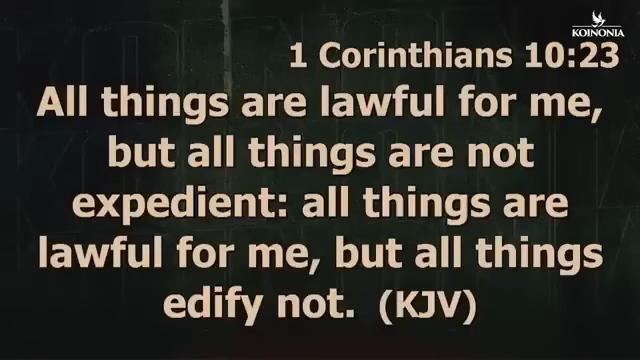 KOINONIA
1 Corinthians 10:23
All things are lawful for me,
but all things are not
expedient: all things are
lawful for me, but all things
edify not. (KJV)